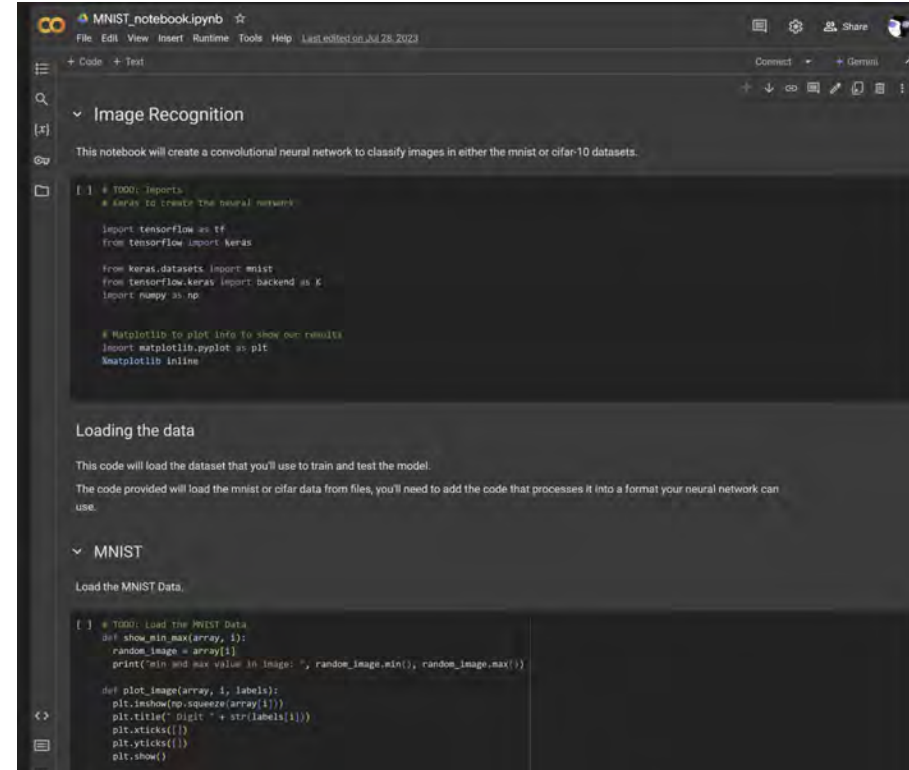 MNIST_notebook.ipynb
File Edit View Insert Runtime Tools Help Last edited on Jul 28, 2023
Share
+ Code + Text
Connect
+ Gemini
Image Recognition
{x}
This notebook will create a convolutional neural network to classify images in either the mnist or cifar-10 datasets.
[ ] # TODO: Imports
# Keras to create the neural network
import tensorflow as tf
from tensorflow import keras
from keras.datasets import mnist
from tensorflow.keras import backend as K
import numpy as np
# Matplotlib to plot info to show our results
import matplotlib.pyplot as plt
%matplotlib inline
Loading the data
This code will load the dataset that you'll use to train and test the model.
The code provided will load the mnist or cifar data from files, you'll need to add the code that processes it into a format your neural network can
use.
MNIST
Load the MNIST Data.
[ ] # TODO: Load the MNIST Data
def show_min_max(array, i):
random_image = array[i]
print("min and max value in image: ", random_image.min(), random_image.max())
def plot_image(array, i, labels):
plt.imshow(np.squeeze(array[i]))
plt.title(" Digit " + str(labels[i]))
plt.xticks([])
plt.yticks([])
plt.show()